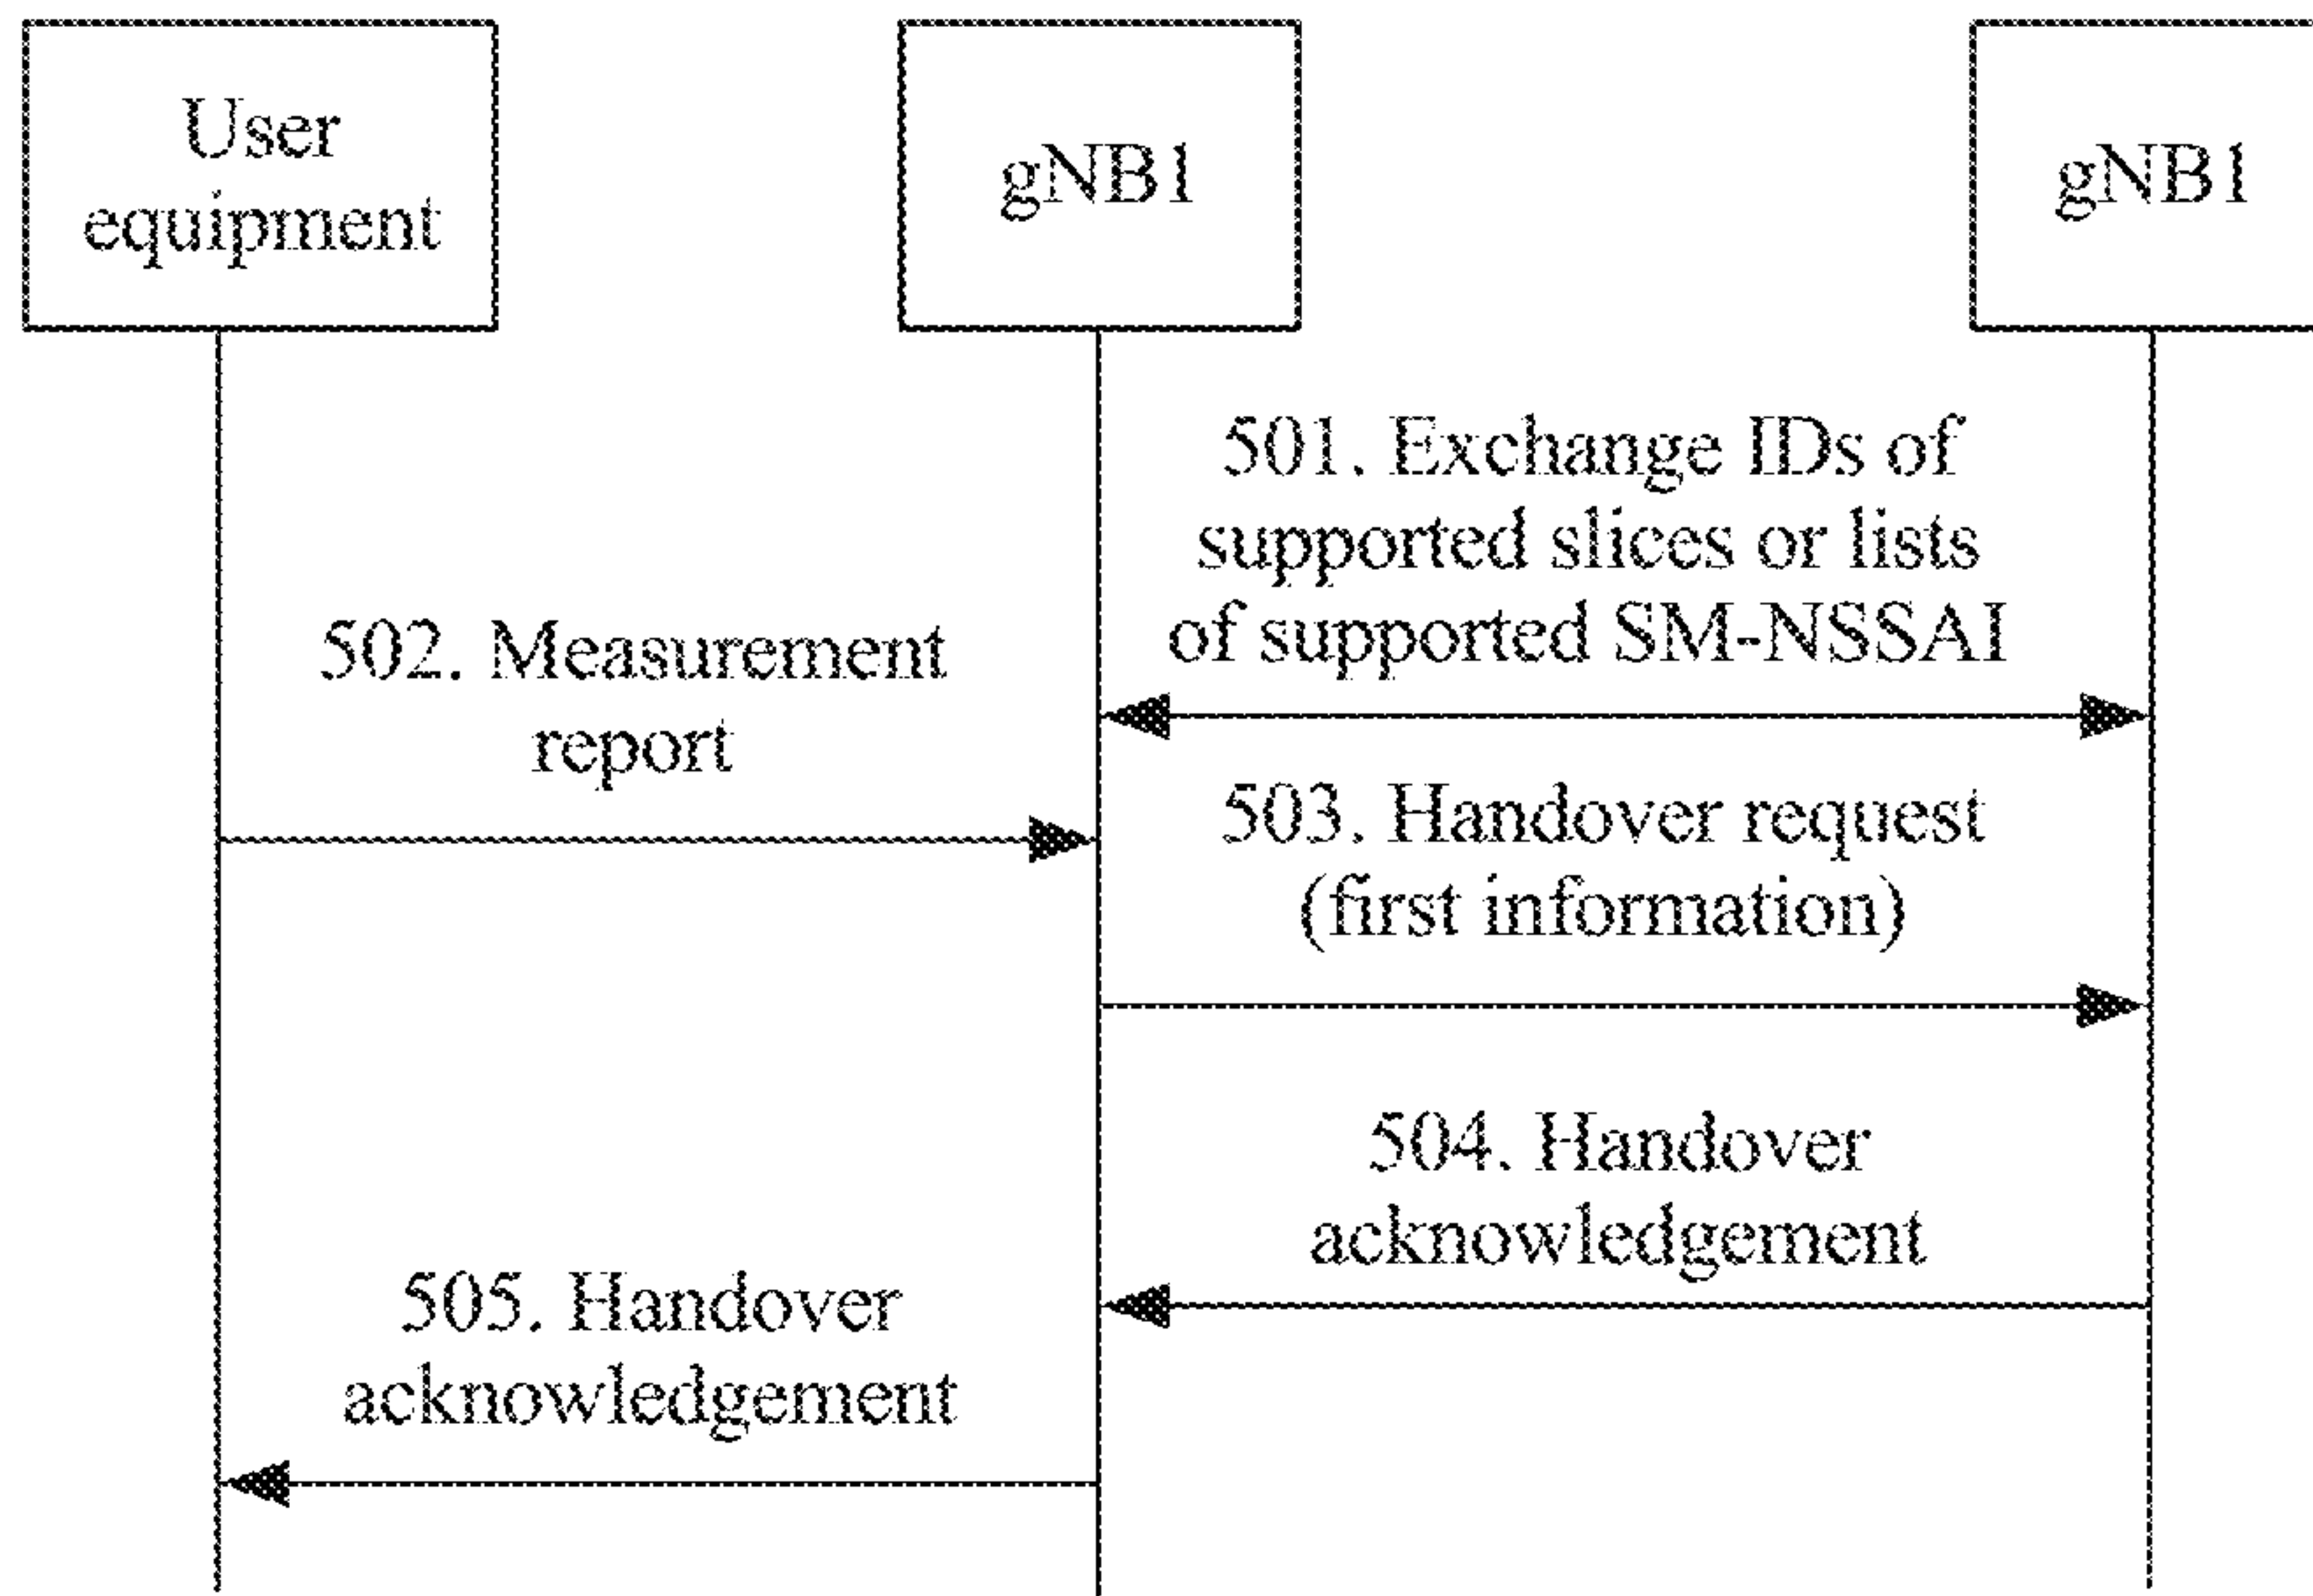 User
equipment
gNB1
gNB1
501. Exchange IDs of
supported slices or lists
of supported SM-NSSAI
502. Measurement
report
503. Handover request
(first information)
504. Handover
acknowledgement
505. Handover
acknowledgement